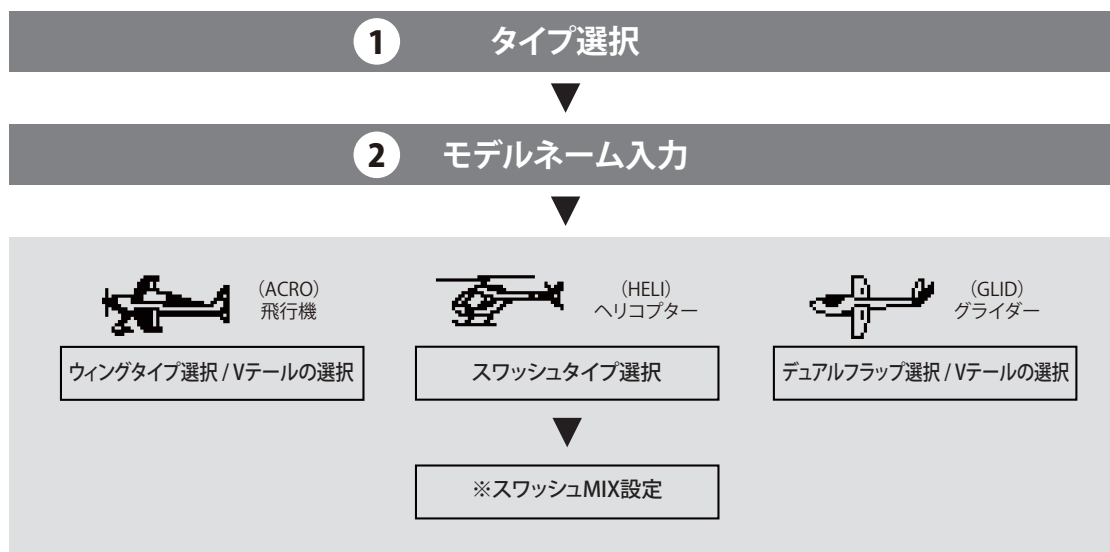 1 タイプ選択
2 モデルネーム入力
（ACRO）
飛行機
（HELI）
ヘリコプター
（GLID）
グライダー
ウィングタイプ選択 / Vテールの選択
スワッシュタイプ選択
デュアルフラップ選択 / Vテールの選択
※スワッシュMIX設定